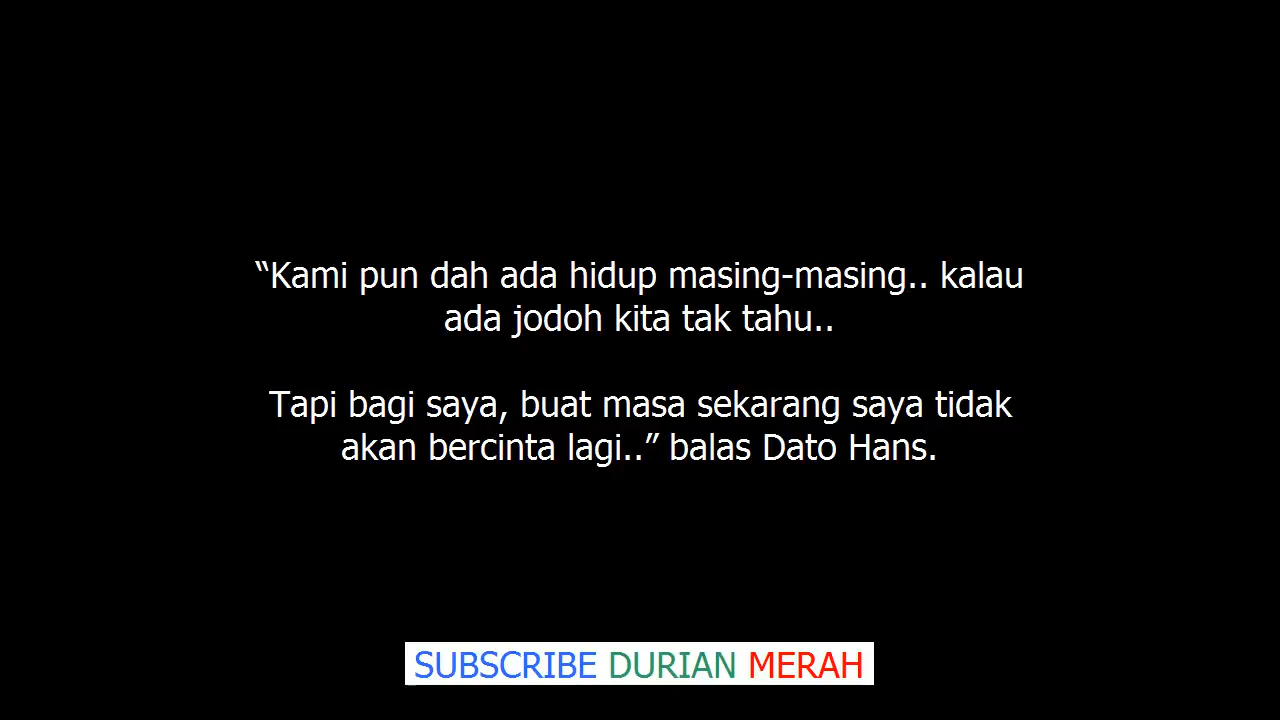 “Kami pun dah ada hidup masing-masing.. kalau
ada jodoh kita tak tahu..
Tapi bagi saya, buat masa sekarang saya tidak
akan bercinta lagi..” balas Dato Hans.
SUBSCRIBE DURIAN MERAH